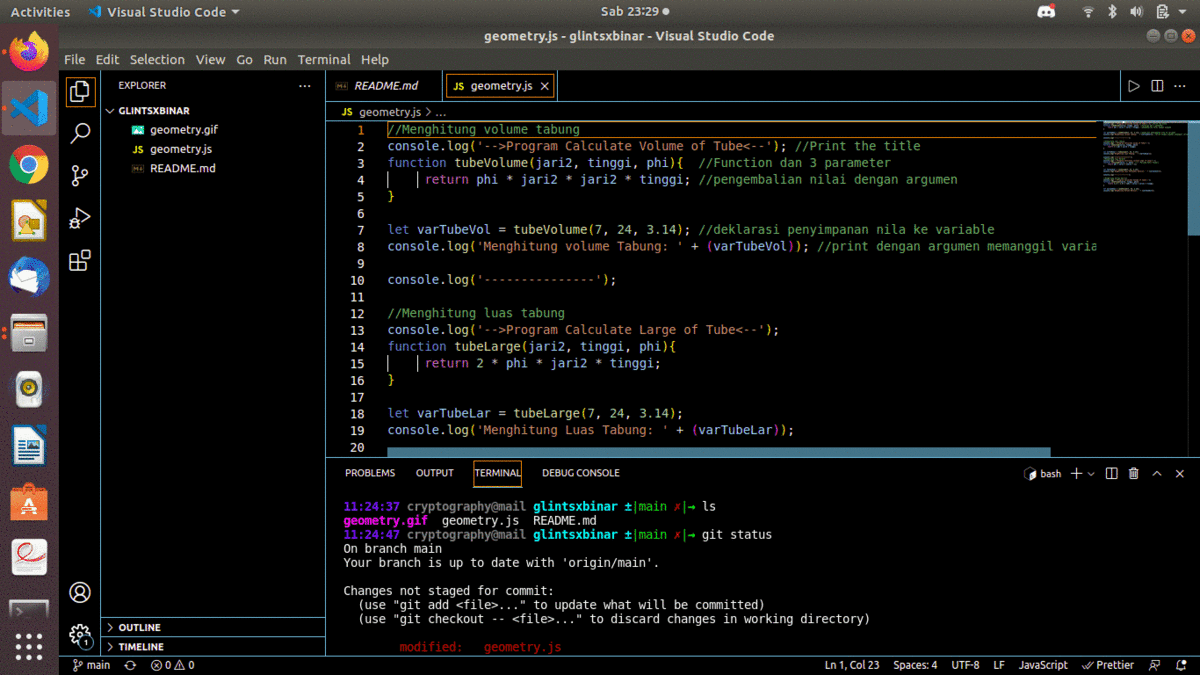 Activities Visual Studio Code Sab 23:29
geometry.js - glintsxbinar - Visual Studio Code
File Edit Selection View Go Run Terminal Help
EXPLORER ...
GLINTSXBINAR
geometry.gif
JS geometry.js
README.md
OUTLINE
TIMELINE
README.md JS geometry.js
JS geometry.js > ...
1 //Menghitung volume tabung
2 console.log('-->Program Calculate Volume of Tube<--'); //Print the title
3 function tubeVolume(jari2, tinggi, phi){ //Function dan 3 parameter
4 return phi * jari2 * jari2 * tinggi; //pengembalian nilai dengan argumen
5 }
6
7 let varTubeVol = tubeVolume(7, 24, 3.14); //deklarasi penyimpanan nila ke variable
8 console.log('Menghitung volume Tabung: ' + (varTubeVol)); //print dengan argumen memanggil varia
9
10 console.log('---------------');
11
12 //Menghitung luas tabung
13 console.log('-->Program Calculate Large of Tube<--');
14 function tubeLarge(jari2, tinggi, phi){
15 return 2 * phi * jari2 * tinggi;
16 }
17
18 let varTubeLar = tubeLarge(7, 24, 3.14);
19 console.log('Menghitung Luas Tabung: ' + (varTubeLar));
20
PROBLEMS OUTPUT TERMINAL DEBUG CONSOLE bash
11:24:37 cryptography@mail glintsxbinar ±|main ✗|→ ls
geometry.gif geometry.js README.md
11:24:47 cryptography@mail glintsxbinar ±|main ✗|→ git status
On branch main
Your branch is up to date with 'origin/main'.
Changes not staged for commit:
(use "git add <file>..." to update what will be committed)
(use "git checkout -- <file>..." to discard changes in working directory)
modified: geometry.js
1
main 0 0 Ln 1, Col 23 Spaces: 4 UTF-8 LF JavaScript Prettier